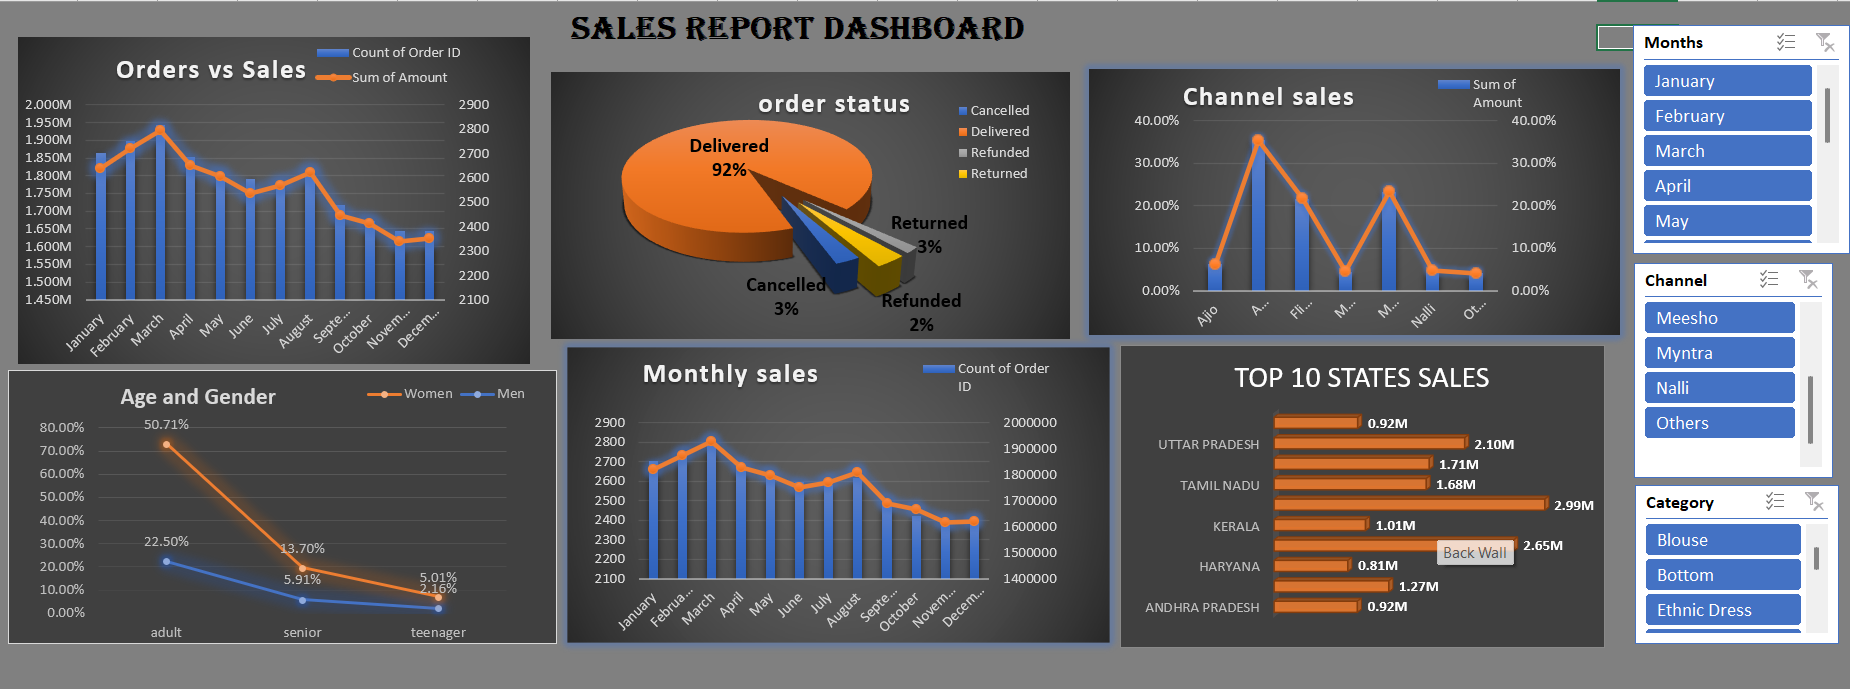 SALES REPORT DASHBOARD
Orders vs Sales
Count of Order ID
Sum of Amount
2.000M
1.950M
1.900M
1.850M
1.800M
1.750M
1.700M
1.650M
1.600M
1.550M
1.500M
1.450M
2900
2800
2700
2600
2500
2400
2300
2200
2100
January
February
March
April
May
June
July
August
Septe...
October
Novem...
Decem...
order status
Cancelled
Delivered
Refunded
Returned
Delivered
92%
Returned
3%
Cancelled
3%
Refunded
2%
Channel sales
Sum of
Amount
40.00%
30.00%
20.00%
10.00%
0.00%
40.00%
30.00%
20.00%
10.00%
0.00%
Ajio
A...
Fli...
M...
M...
Nalli
Ot...
Months
January
February
March
April
May
Channel
Meesho
Myntra
Nalli
Others
Category
Blouse
Bottom
Ethnic Dress
Age and Gender
Women
Men
80.00%
70.00%
60.00%
50.00%
40.00%
30.00%
20.00%
10.00%
0.00%
50.71%
22.50%
13.70%
5.91%
5.01%
2.16%
adult
senior
teenager
Monthly sales
Count of Order
ID
2900
2800
2700
2600
2500
2400
2300
2200
2100
2000000
1900000
1800000
1700000
1600000
1500000
1400000
January
Februa...
March
April
May
June
July
August
Septe...
October
Novem...
Decem...
TOP 10 STATES SALES
0.92M
UTTAR PRADESH
2.10M
1.71M
TAMIL NADU
1.68M
2.99M
KERALA
1.01M
2.65M
Back Wall
HARYANA
0.81M
1.27M
ANDHRA PRADESH
0.92M